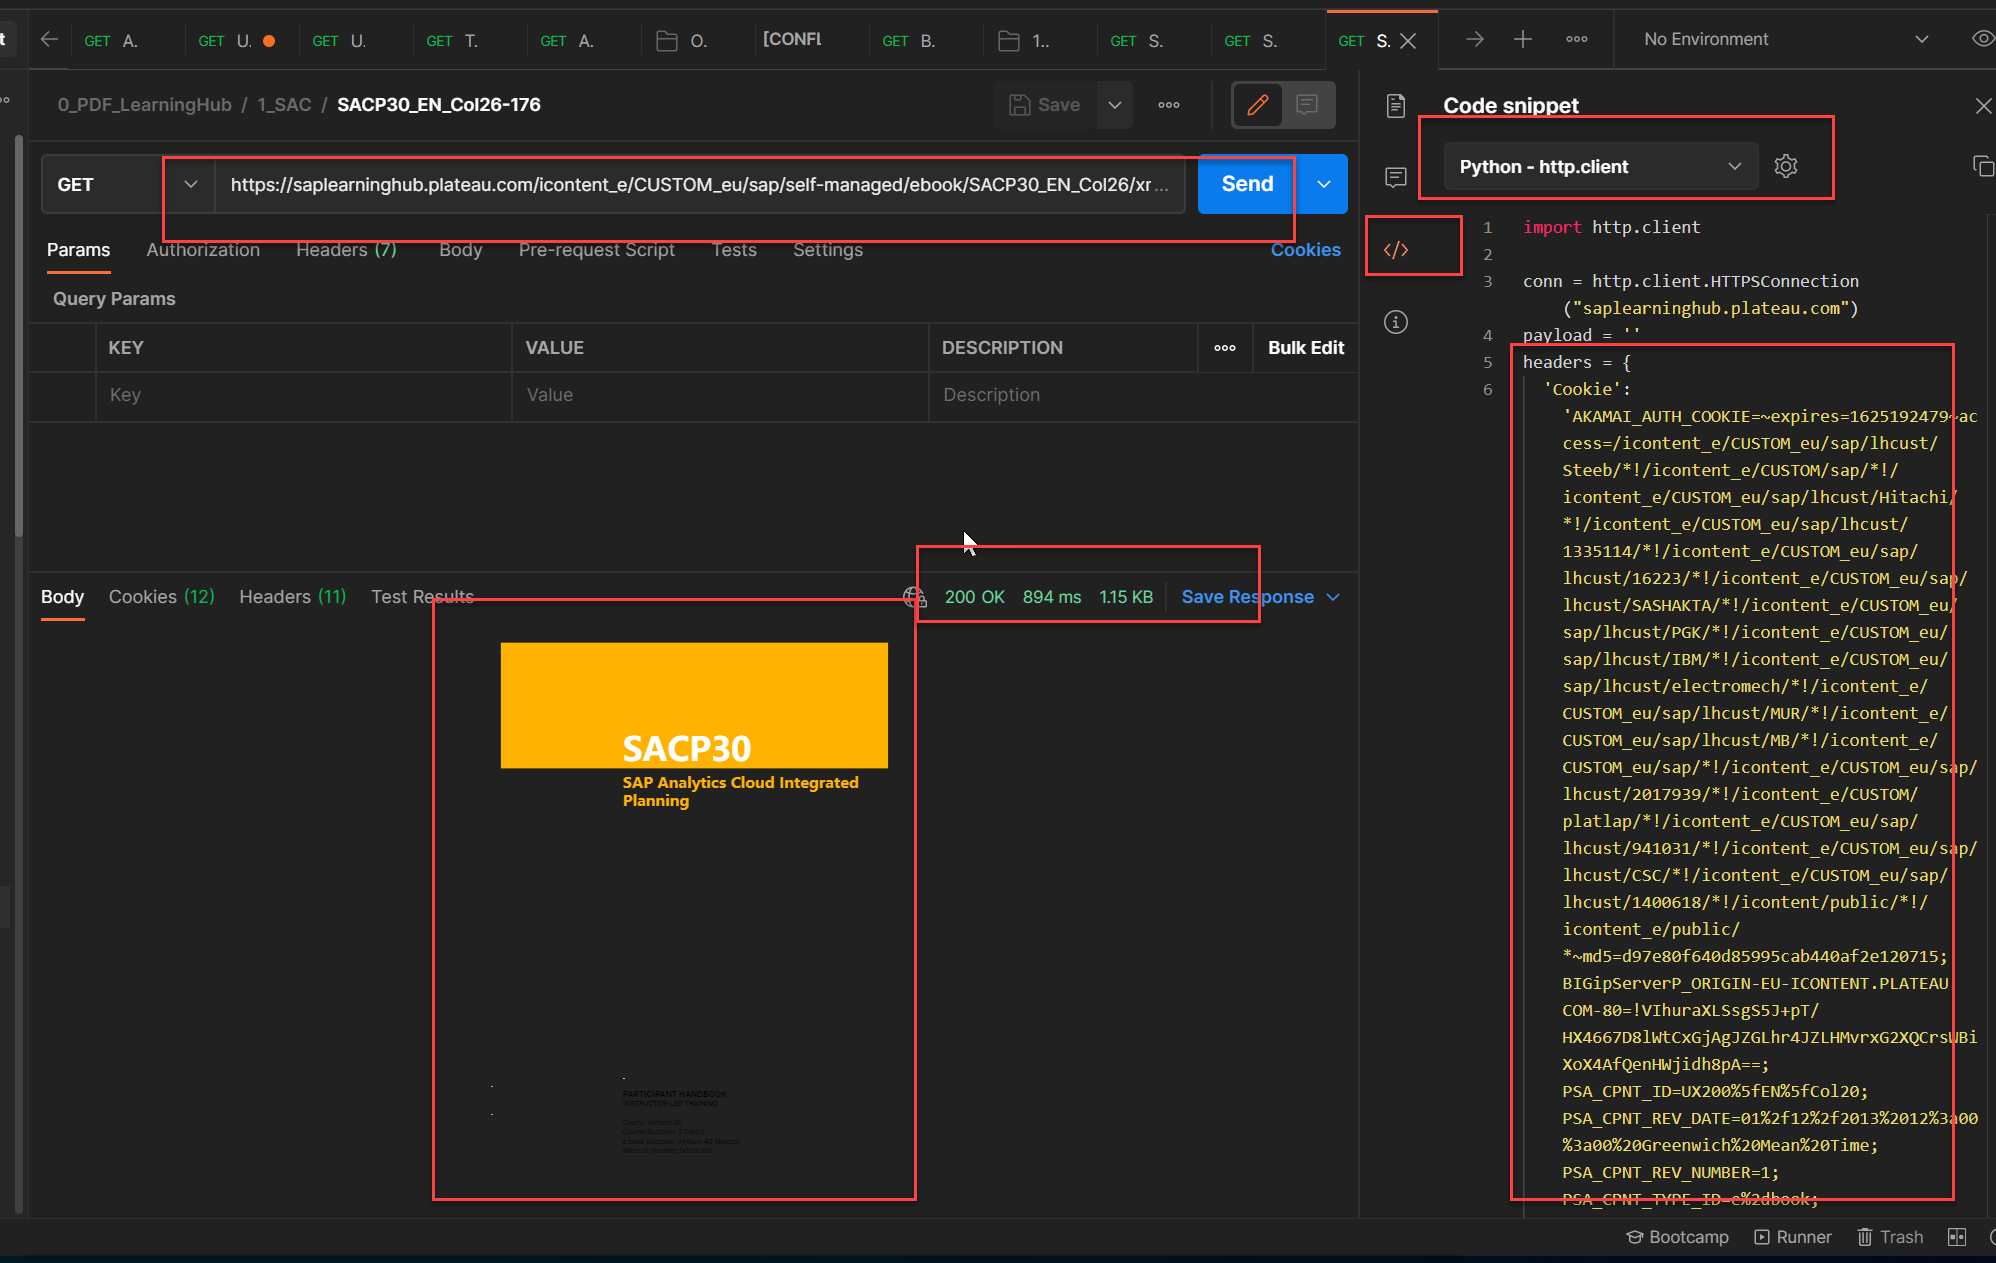 t
GET A.
GET U.
GET U.
GET T.
GET A.
O.
[CONFL
GET B.
1..
GET S.
GET S.
GET S.
No Environment
0_PDF_LearningHub / 1_SAC / SACP30_EN_Col26-176
Save
Code snippet
GET
https://saplearninghub.plateau.com/icontent_e/CUSTOM_eu/sap/self-managed/ebook/SACP30_EN_Col26/xr ...
Send
Python - http.client
Params
Authorization
Headers (7)
Body
Pre-request Script
Tests
Settings
Cookies
Query Params
KEY
VALUE
DESCRIPTION
Bulk Edit
Key
Value
Description
Body
Cookies (12)
Headers (11)
Test Results
200 OK
894 ms
1.15 KB
Save Response
SACP30
SAP Analytics Cloud Integrated
Planning
PARTICIPANT HANDBOOK
INSTRUCTOR-LED TRAINING
1 import http.client
2
3 conn = http.client.HTTPSConnection
("saplearninghub.plateau.com")
4 payload = ''
5 headers = {
6 'Cookie':
'AKAMAI_AUTH_COOKIE=~expires=1625192479~ac
cess=/icontent_e/CUSTOM_eu/sap/lhcust/
Steeb/*!/icontent_e/CUSTOM/sap/*!/
icontent_e/CUSTOM_eu/sap/lhcust/Hitachi/
*!/icontent_e/CUSTOM_eu/sap/lhcust/
1335114/*!/icontent_e/CUSTOM_eu/sap/
lhcust/16223/*!/icontent_e/CUSTOM_eu/sap/
lhcust/SASHAKTA/*!/icontent_e/CUSTOM_eu/
sap/lhcust/PGK/*!/icontent_e/CUSTOM_eu/
sap/lhcust/IBM/*!/icontent_e/CUSTOM_eu/
sap/lhcust/electromech/*!/icontent_e/
CUSTOM_eu/sap/lhcust/MUR/*!/icontent_e/
CUSTOM_eu/sap/lhcust/MB/*!/icontent_e/
CUSTOM_eu/sap/*!/icontent_e/CUSTOM_eu/sap/
lhcust/2017939/*!/icontent_e/CUSTOM/
platlap/*!/icontent_e/CUSTOM_eu/sap/
lhcust/941031/*!/icontent_e/CUSTOM_eu/sap/
lhcust/CSC/*!/icontent_e/CUSTOM_eu/sap/
lhcust/1400618/*!/icontent/public/*!/
icontent_e/public/
*~md5=d97e80f640d85995cab440af2e120715;
BIGipServerP_ORIGIN-EU-ICONTENT.PLATEAU
COM-80=!VIhuraXLSsgS5J+pT/
HX4667D8lWtCxGjAgJZGLhr4JZLHMvrxG2XQCrsWBi
XoX4AfQenHWjidh8pA==;
PSA_CPNT_ID=UX200%5fEN%5fCol20;
PSA_CPNT_REV_DATE=01%2f12%2f2013%2012%3a00
%3a00%20Greenwich%20Mean%20Time;
PSA_CPNT_REV_NUMBER=1;
PSA_CPNT_TYPE_ID=e%2dbook;
Bootcamp
Runner
Trash